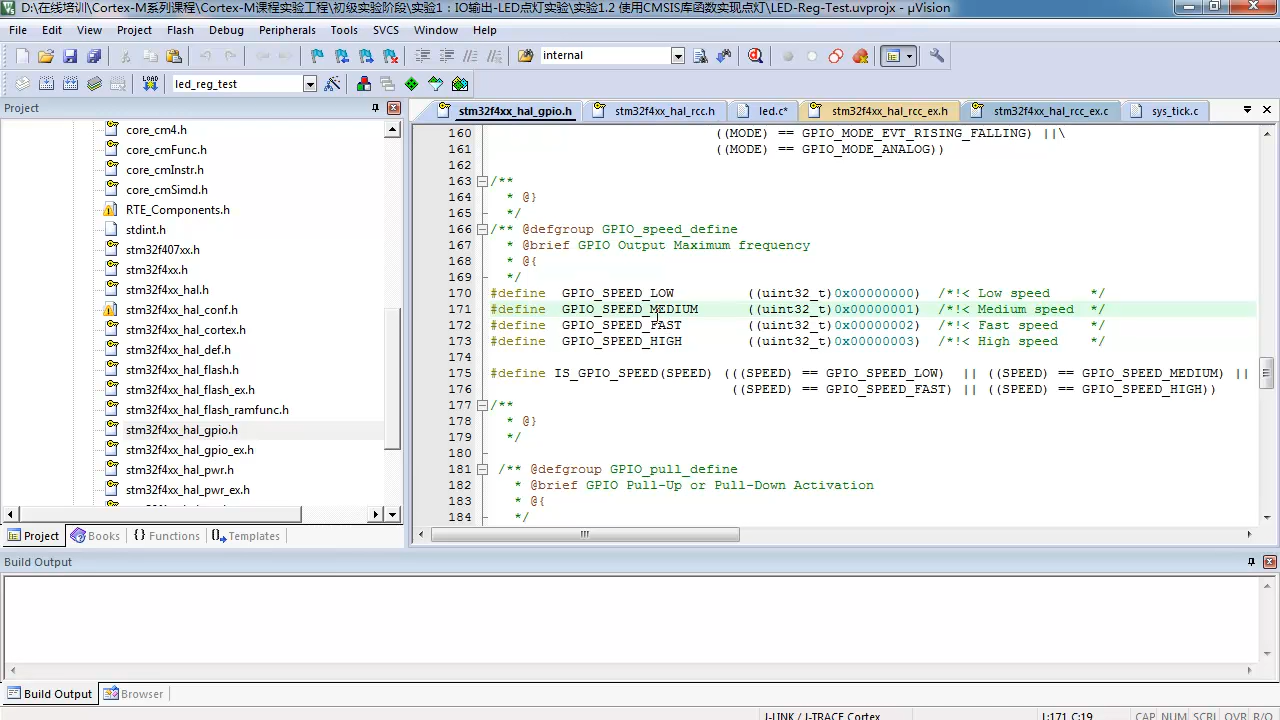 D:\在线培训\Cortex-M系列课程\Cortex-M课程实验工程\初级实验阶段\实验1：IO输出-LED点灯实验\实验1.2 使用CMSIS库函数实现点灯\LED-Reg-Test.uvprojx - µVision
File Edit View Project Flash Debug Peripherals Tools SVCS Window Help
internal
LOAD led_reg_test
Project
core_cm4.h
core_cmFunc.h
core_cmInstr.h
core_cmSimd.h
RTE_Components.h
stdint.h
stm32f407xx.h
stm32f4xx.h
stm32f4xx_hal.h
stm32f4xx_hal_conf.h
stm32f4xx_hal_cortex.h
stm32f4xx_hal_def.h
stm32f4xx_hal_flash.h
stm32f4xx_hal_flash_ex.h
stm32f4xx_hal_flash_ramfunc.h
stm32f4xx_hal_gpio.h
stm32f4xx_hal_gpio_ex.h
stm32f4xx_hal_pwr.h
stm32f4xx_hal_pwr_ex.h
Project Books {} Functions Templates
stm32f4xx_hal_gpio.h stm32f4xx_hal_rcc.h led.c* stm32f4xx_hal_rcc_ex.h stm32f4xx_hal_rcc_ex.c sys_tick.c
160 ((MODE) == GPIO_MODE_EVT_RISING_FALLING) ||\
161 ((MODE) == GPIO_MODE_ANALOG))
162
163 /**
164 * @}
165 */
166 /** @defgroup GPIO_speed_define
167 * @brief GPIO Output Maximum frequency
168 * @{
169 */
170 #define GPIO_SPEED_LOW ((uint32_t)0x00000000) /*!< Low speed */
171 #define GPIO_SPEED_MEDIUM ((uint32_t)0x00000001) /*!< Medium speed */
172 #define GPIO_SPEED_FAST ((uint32_t)0x00000002) /*!< Fast speed */
173 #define GPIO_SPEED_HIGH ((uint32_t)0x00000003) /*!< High speed */
174
175 #define IS_GPIO_SPEED(SPEED) (((SPEED) == GPIO_SPEED_LOW) || ((SPEED) == GPIO_SPEED_MEDIUM) ||
176 ((SPEED) == GPIO_SPEED_FAST) || ((SPEED) == GPIO_SPEED_HIGH))
177 /**
178 * @}
179 */
180
181 /** @defgroup GPIO_pull_define
182 * @brief GPIO Pull-Up or Pull-Down Activation
183 * @{
184 */
Build Output
Build Output Browser
J-LINK / J-TRACE Cortex L:171 C:19 CAP NUM SCRL OVR R/O